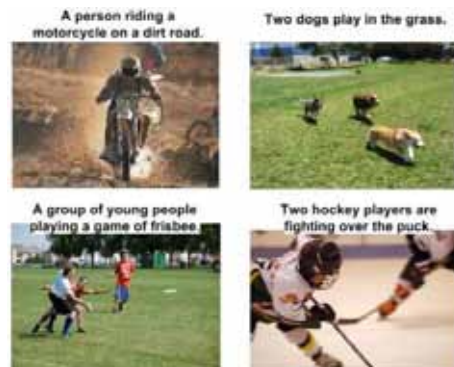 A person riding a
motorcycle on a dirt road.
Two dogs play in the grass.
A group of young people
playing a game of frisbee.
Two hockey players are
fighting over the puck.